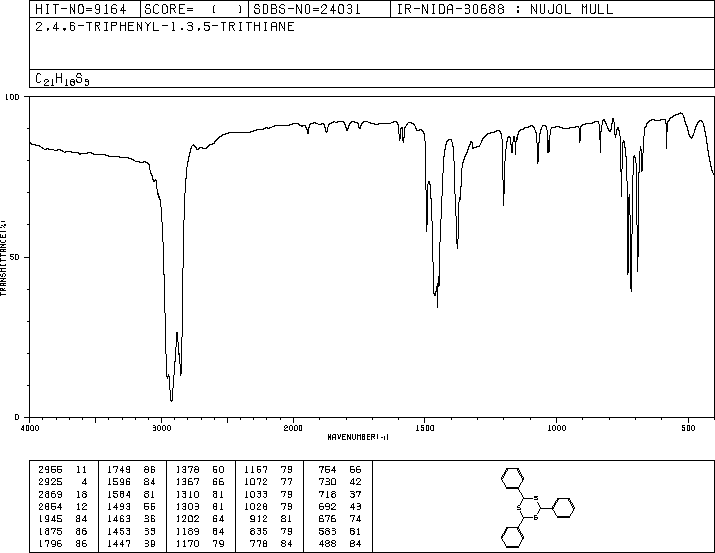 HIT-NO=9164 SCORE= ( ) SDBS-NO=24031 IR-NIDA-30688 : NUJOL MULL
2,4,6-TRIPHENYL-1,3,5-TRITHIANE
C21H18S3
100
50
0
TRANSMITTANCE(%)
4000 3000 2000 1500 1000 500
WAVENUMBER(-1)
2955 11 1749 86 1378 50 1157 79 754 66
2925 4 1596 84 1367 66 1072 77 730 42
2869 18 1584 81 1310 81 1033 79 718 37
2854 12 1493 55 1303 81 1028 79 692 43
1945 84 1463 36 1202 64 912 81 676 74
1875 86 1453 39 1189 84 835 79 583 81
1796 86 1447 39 1170 79 778 84 488 84
S
S
S